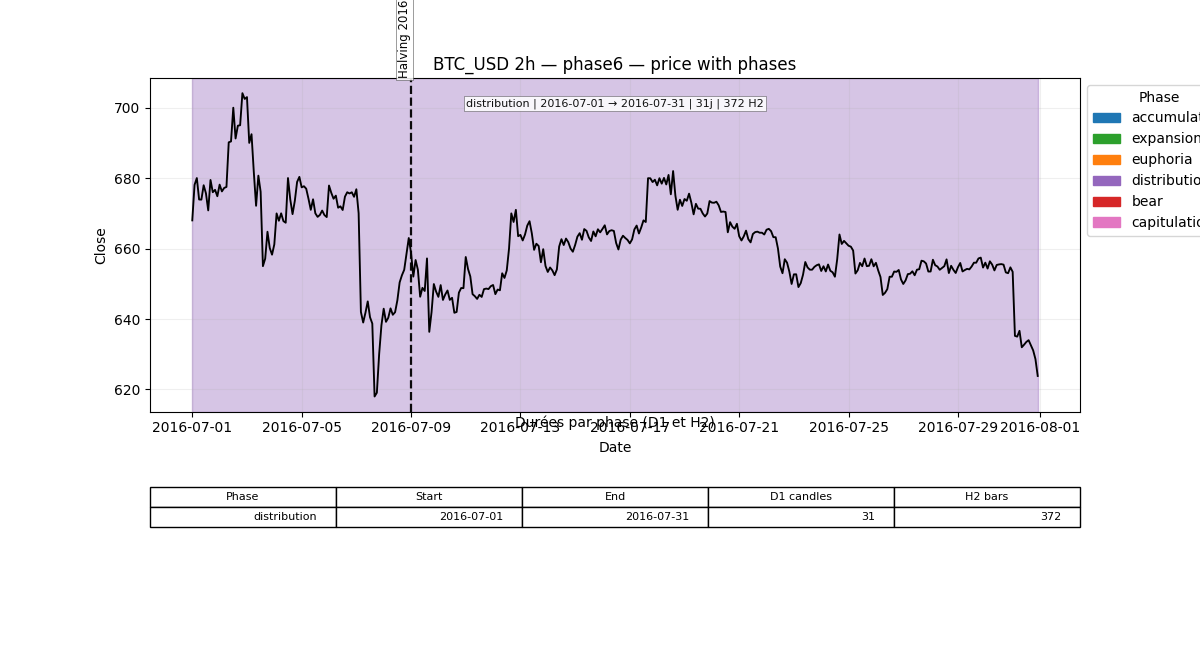 Halving 2016
BTC_USD 2h — phase6 — price with phases
distribution | 2016-07-01 → 2016-07-31 | 31j | 372 H2
Close
700
680
660
640
620
2016-07-01 2016-07-05 2016-07-09 2016-07-13 2016-07-17 2016-07-21 2016-07-25 2016-07-29 2016-08-01
Durées par phase (D1 et H2)
Date
Phase
accumulat
expansion
euphoria
distributio
bear
capitulatio
Phase Start End D1 candles H2 bars
distribution 2016-07-01 2016-07-31 31 372